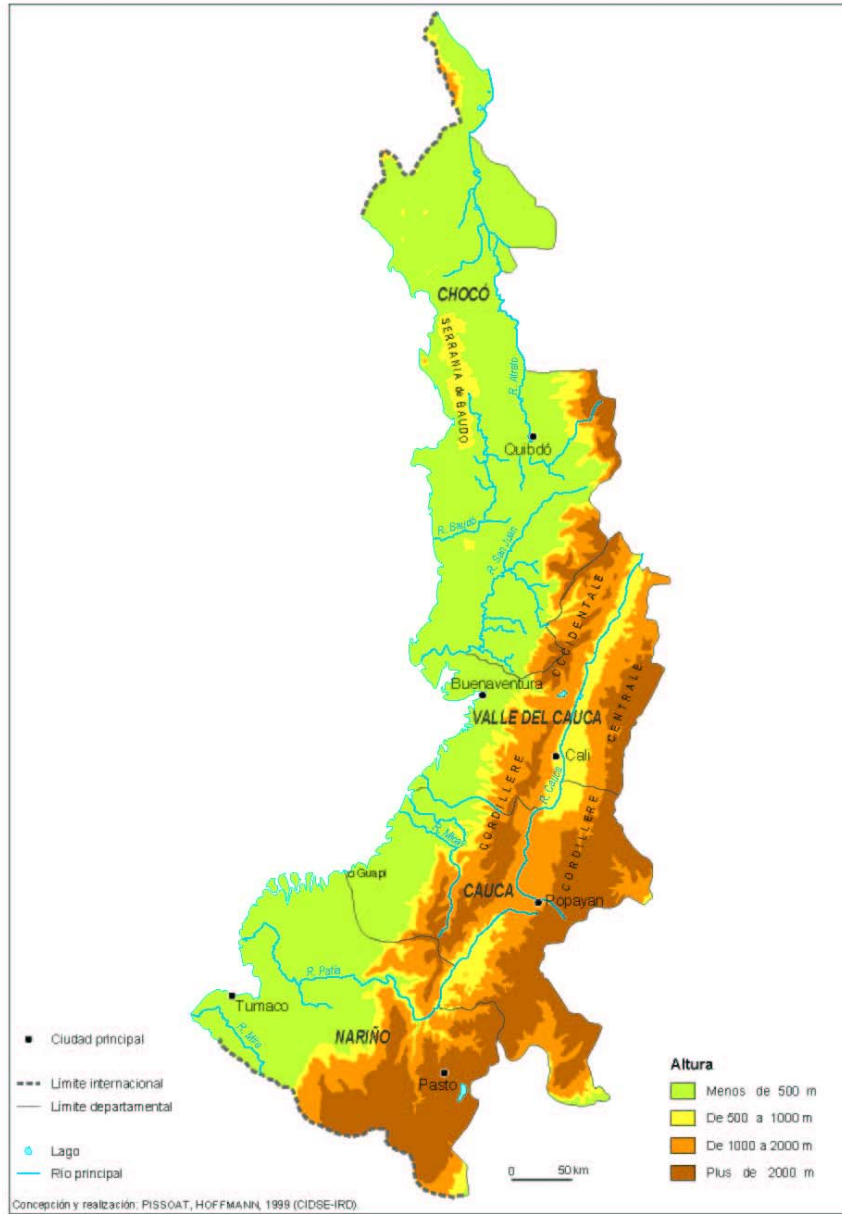 CHOCÓ
SERRANIA de BAUDO
R. Atrato
Quibdó
R. Baudó
R. San Juan
OCCIDENTALE
CENTRALE
Buenaventura
VALLE DEL CAUCA
Cali
R. Cauca
CORDILLERE
CORDILLERE
R. Micai
Guapi
CAUCA
Popayan
R. Patía
Tumaco
R. Mira
NARIÑO
Pasto
Ciudad principal
Límite internacional
Límite departamental
Lago
Río principal
0 50 km
Altura
Menos de 500 m
De 500 a 1000 m
De 1000 a 2000 m
Plus de 2000 m
Concepción y realización: PISSOAT, HOFFMANN, 1999 (CIDSE-IRD)